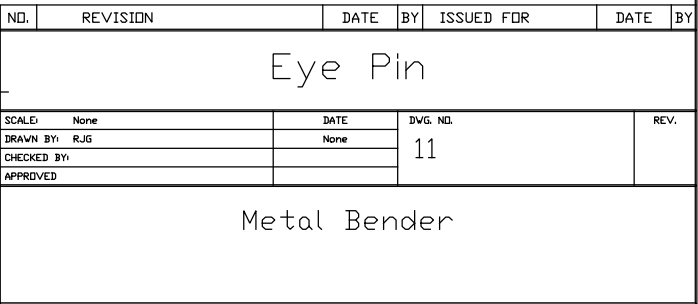 NO. REVISION DATE BY ISSUED FOR DATE BY
Eye Pin
SCALE: None DATE DWG. NO. REV.
DRAWN BY: RJG None
11
CHECKED BY:
APPROVED
Metal Bender